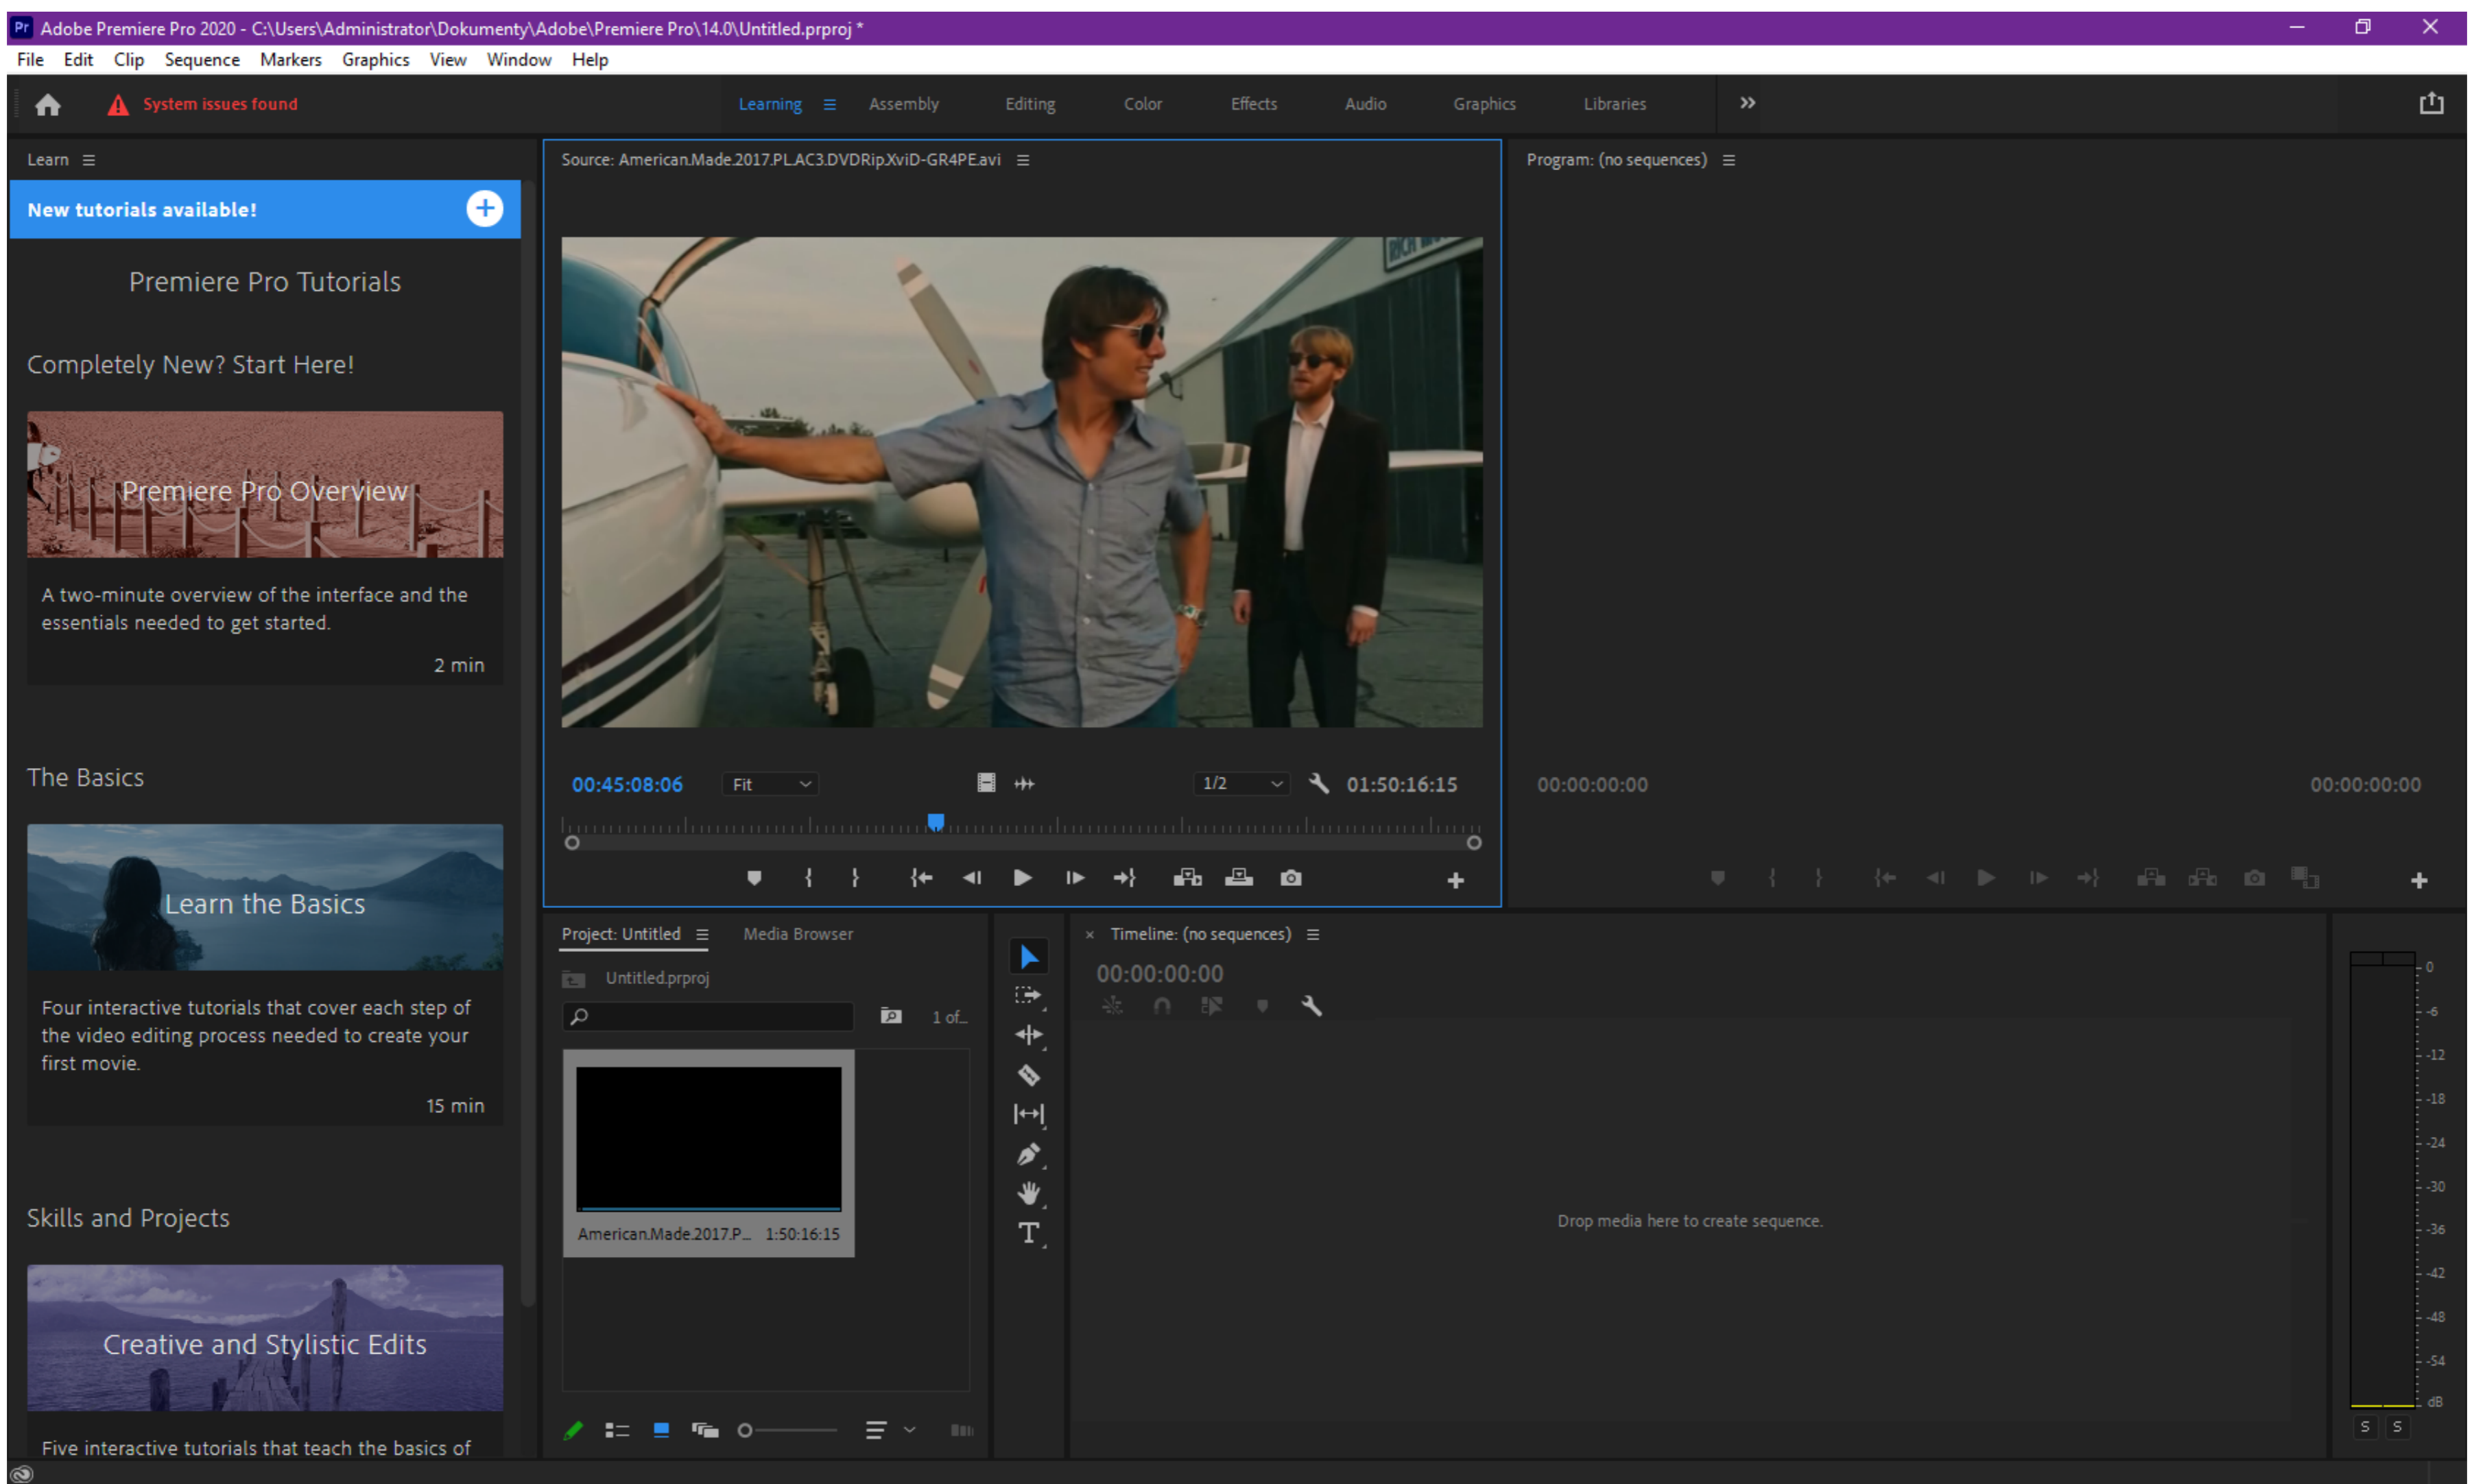 Pr Adobe Premiere Pro 2020 - C:\Users\Administrator\Dokumenty\Adobe\Premiere Pro\14.0\Untitled.prproj *
File Edit Clip Sequence Markers Graphics View Window Help
System issues found
Learning Assembly Editing Color Effects Audio Graphics Libraries
Learn
New tutorials available!
Premiere Pro Tutorials
Completely New? Start Here!
Premiere Pro Overview
A two-minute overview of the interface and the
essentials needed to get started.
2 min
The Basics
Learn the Basics
Four interactive tutorials that cover each step of
the video editing process needed to create your
first movie.
15 min
Skills and Projects
Creative and Stylistic Edits
Five interactive tutorials that teach the basics of
Source: American.Made.2017.PL.AC3.DVDRip.XviD-GR4PE.avi
RICH
00:45:08:06 Fit 1/2 01:50:16:15
Program: (no sequences)
00:00:00:00 00:00:00:00
Project: Untitled Media Browser
Untitled.prproj
1 of...
American.Made.2017.P... 1:50:16:15
Timeline: (no sequences)
00:00:00:00
Drop media here to create sequence.
0
-6
-12
-18
-24
-30
-36
-42
-48
-54
dB
S S